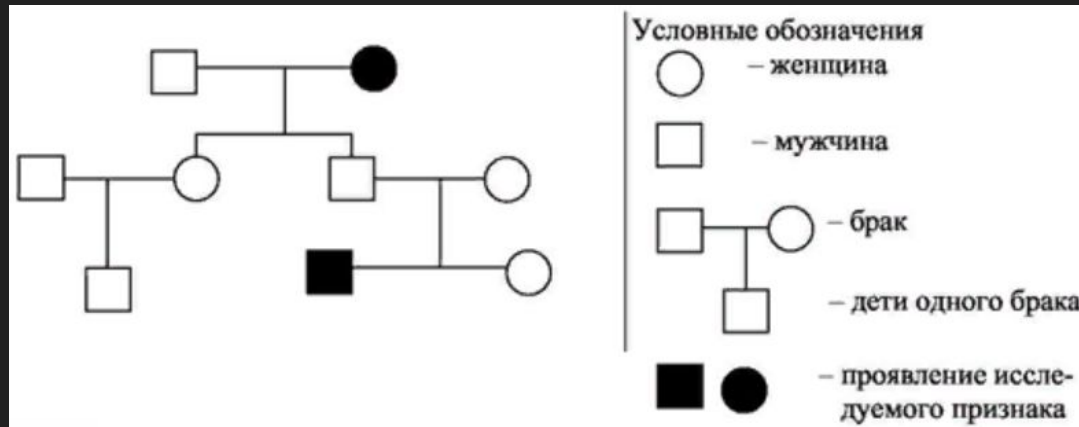 Условные обозначения
– женщина
– мужчина
– брак
– дети одного брака
– проявление иссле-
дуемого признака